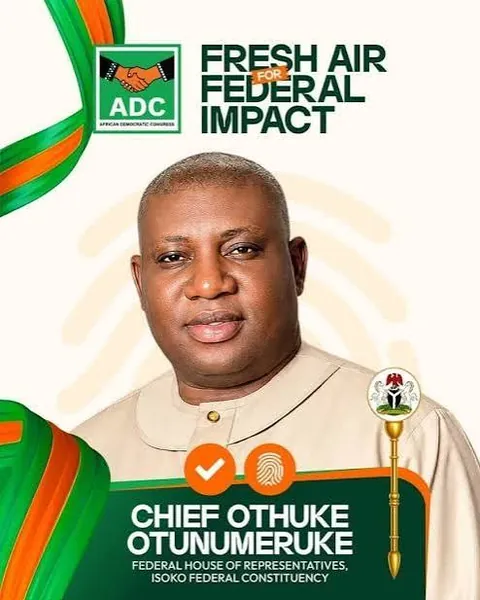 ADC
AFRICAN DEMOCRATIC CONGRESS
FRESH AIR
FOR
FEDERAL
IMPACT
CHIEF OTHUKE
OTUNUMERUKE
FEDERAL HOUSE OF REPRESENTATIVES,
ISOKO FEDERAL CONSTITUENCY